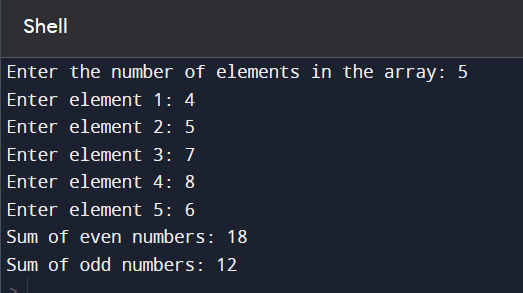 Shell
Enter the number of elements in the array: 5
Enter element 1: 4
Enter element 2: 5
Enter element 3: 7
Enter element 4: 8
Enter element 5: 6
Sum of even numbers: 18
Sum of odd numbers: 12
>